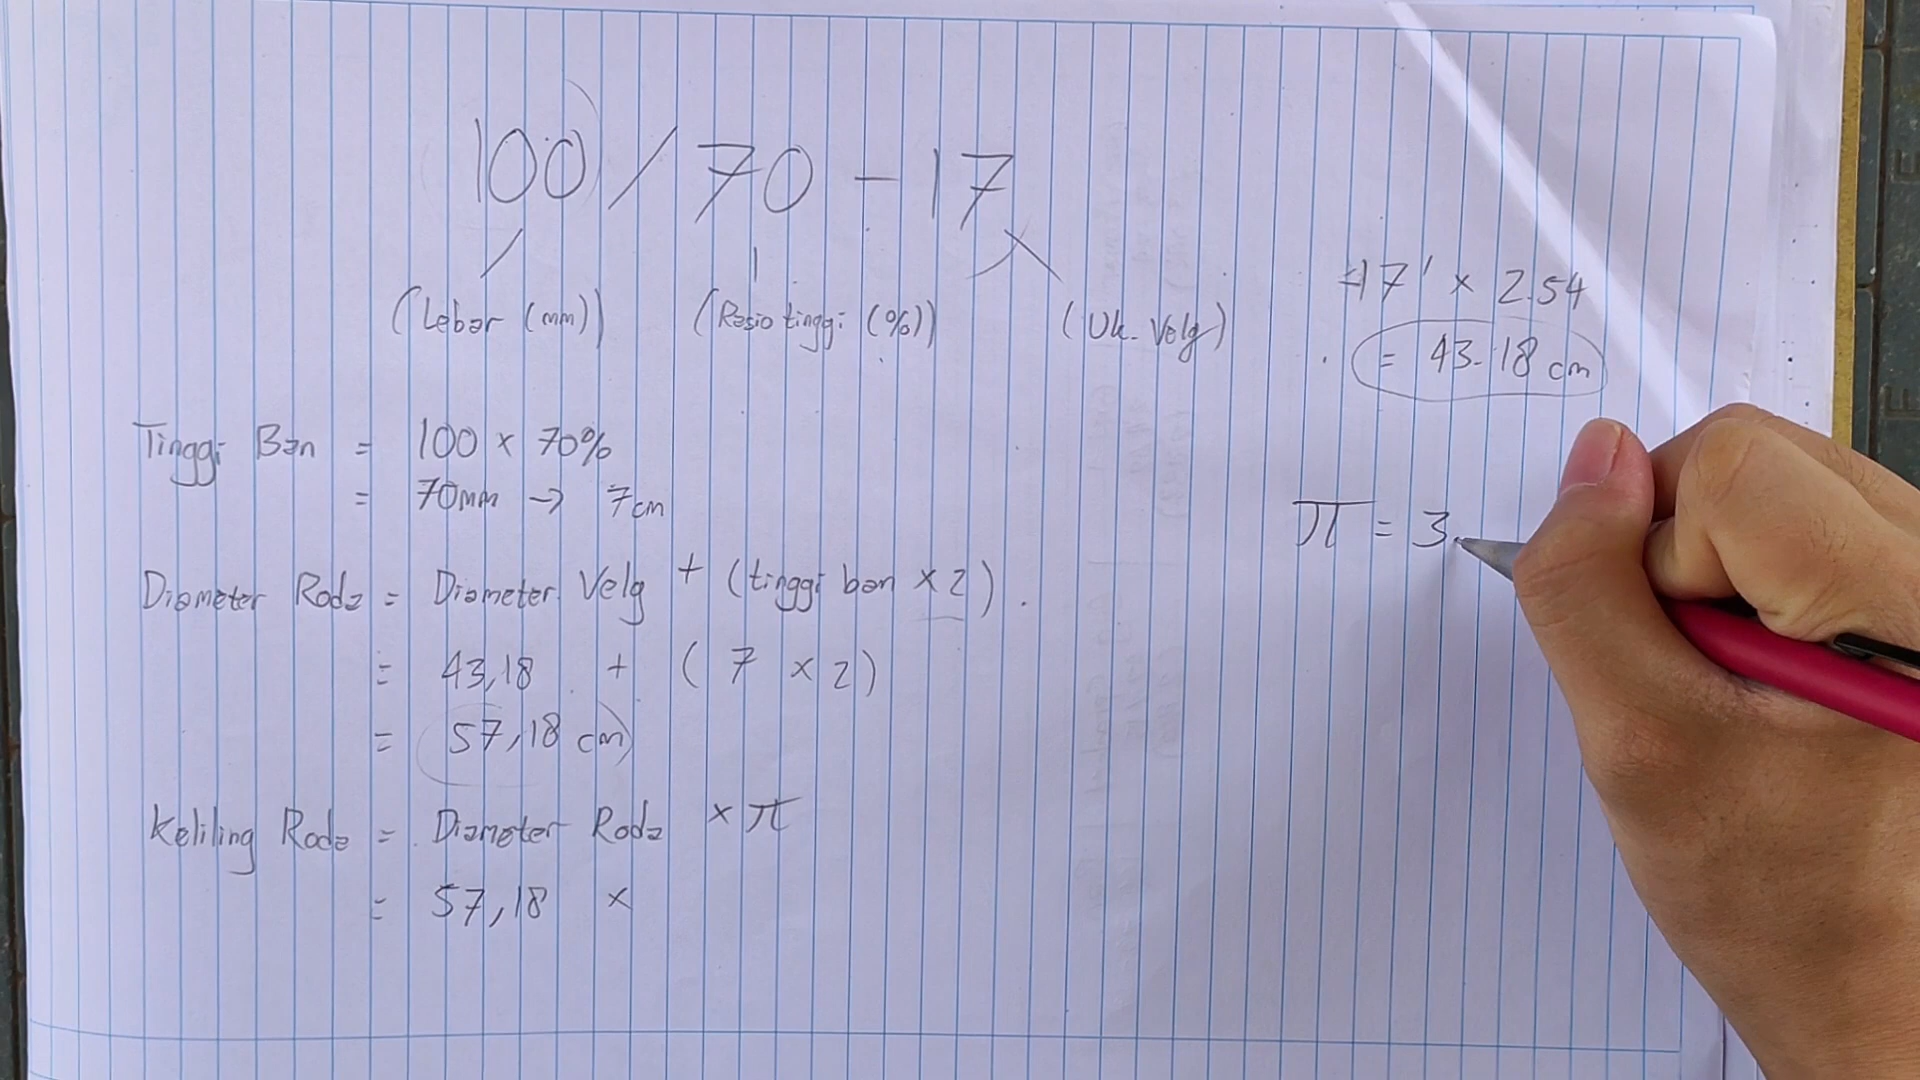 100/70-17
(Lebar (mm)) (Rasio tinggi (%)) (Uk. Velg)
17' x 2.54
= 43.18 cm
Tinggi Ban = 100 x 70%
= 70mm → 7cm
π = 3.
Diameter Roda = Diameter Velg + (tinggi ban x 2).
= 43,18 + (7 x 2)
= 57,18 cm
Keliling Roda = Diameter Roda x π
= 57,18 x